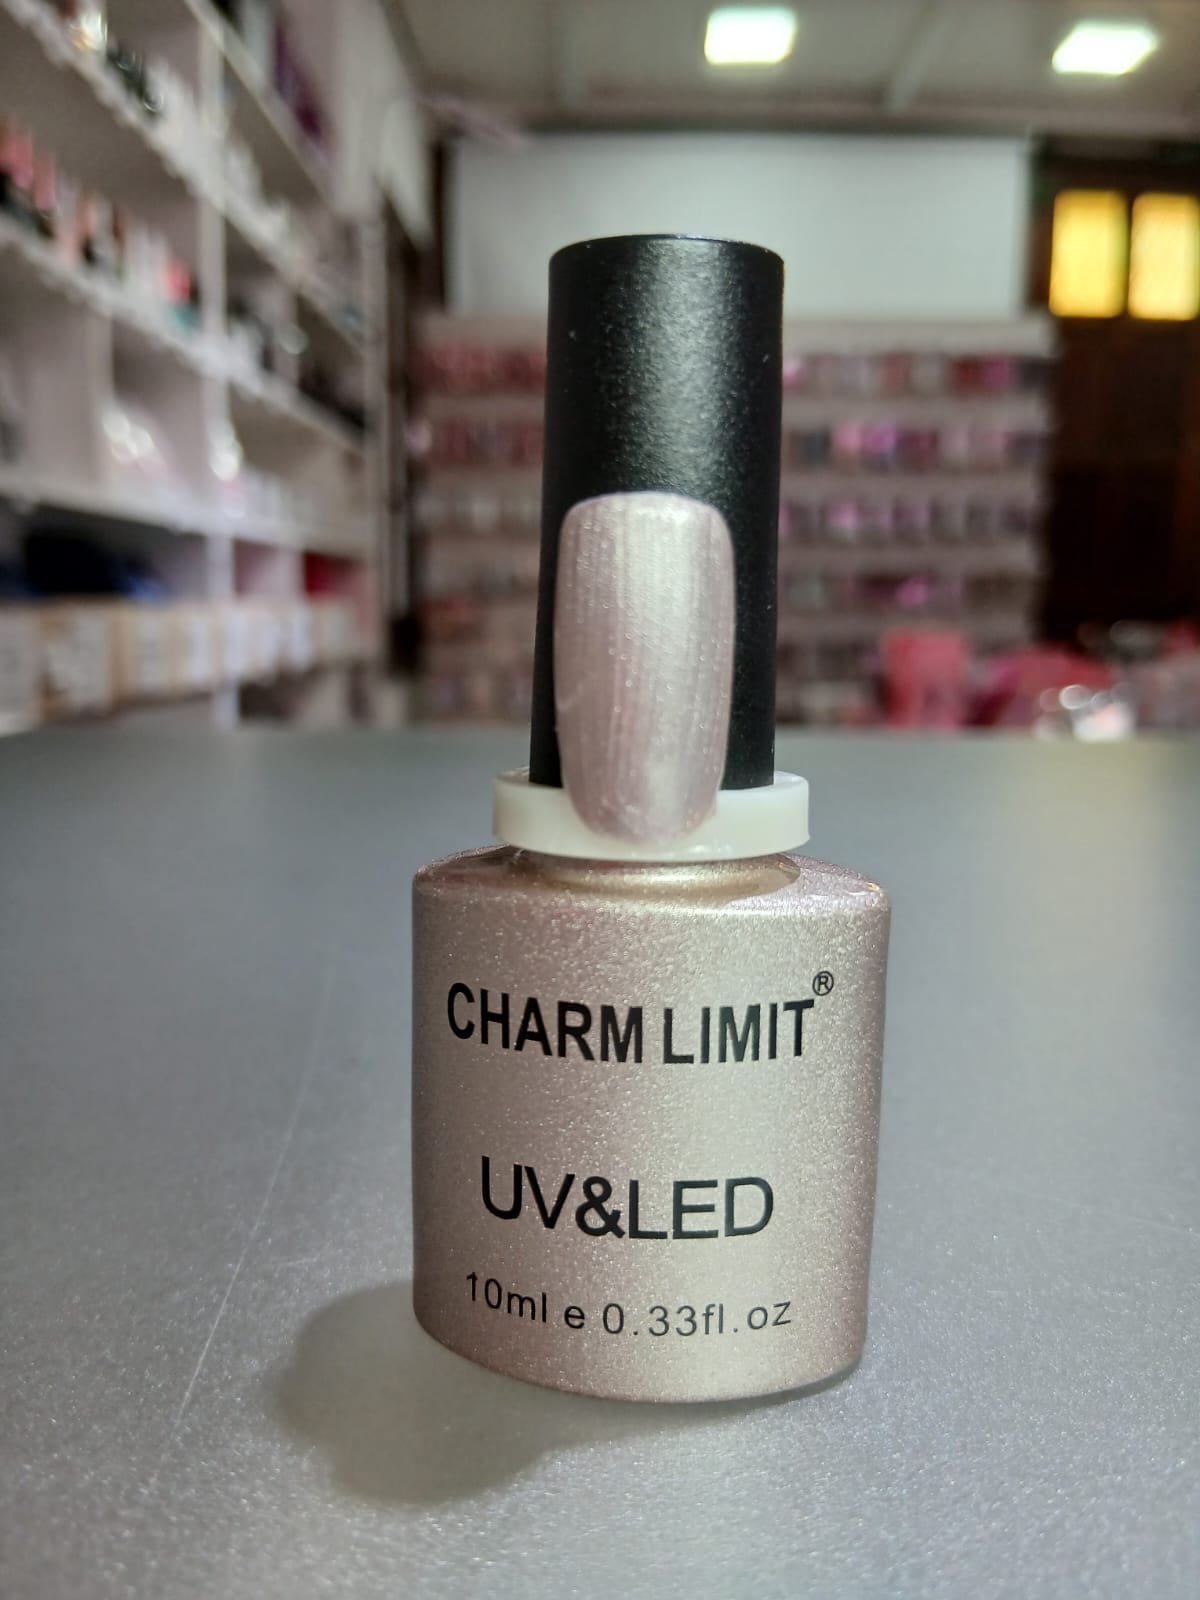 CHARM LIMIT®
UV&LED
10ml e 0.33fl.oz